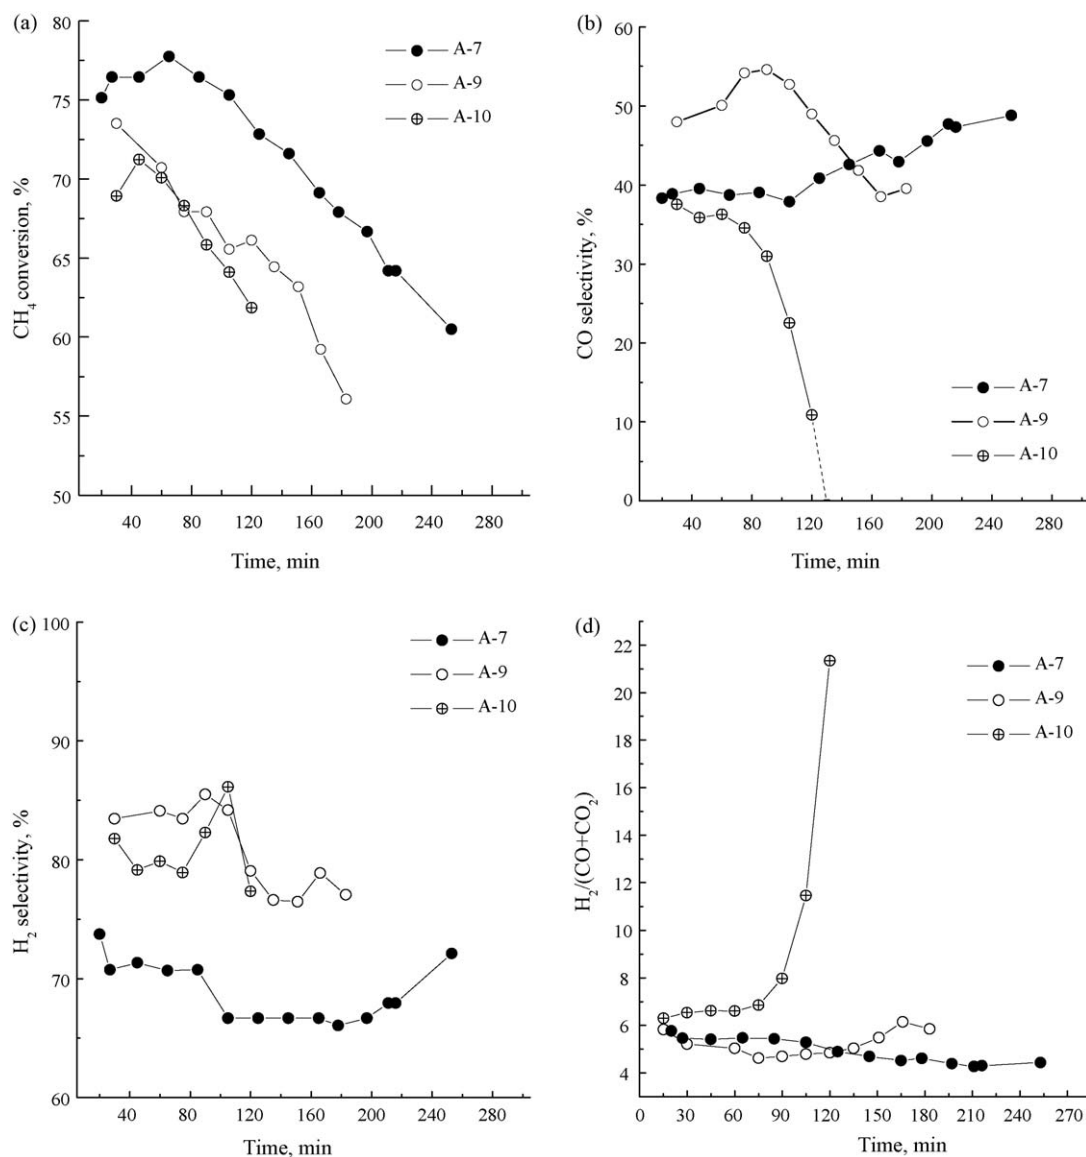 (a)
80
75
70
65
60
55
50
CH4 conversion, %
A-7
A-9
A-10
40 80 120 160 200 240 280
Time, min
(b)
60
50
40
30
20
10
0
CO selectivity, %
A-7
A-9
A-10
40 80 120 160 200 240 280
Time, min
(c)
100
90
80
70
60
H2 selectivity, %
A-7
A-9
A-10
40 80 120 160 200 240 280
Time, min
(d)
22
20
18
16
14
12
10
8
6
4
H2/(CO+CO2)
A-7
A-9
A-10
0 30 60 90 120 150 180 210 240 270
Time, min